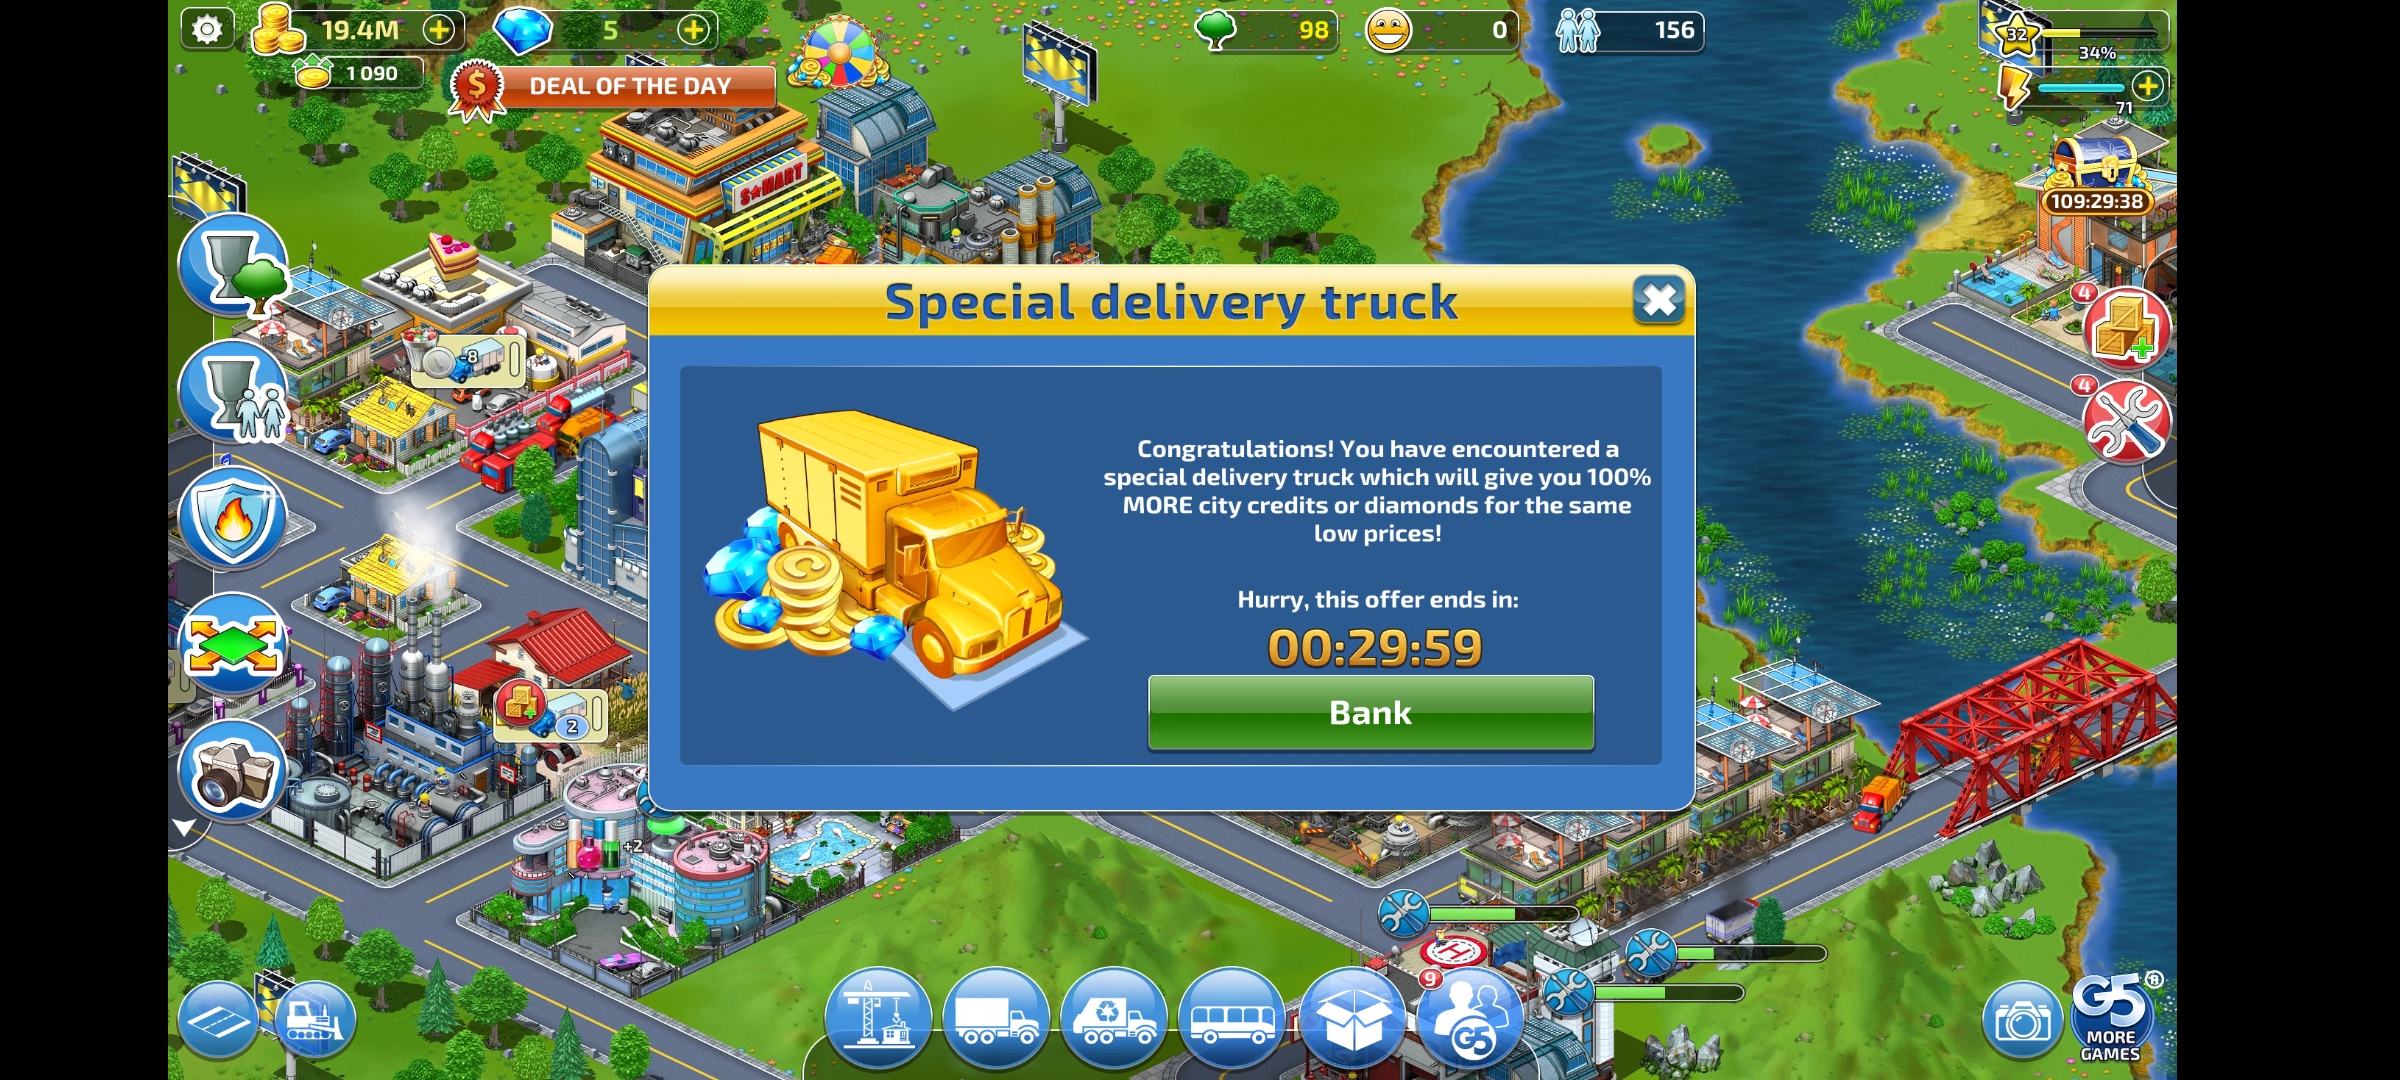 19.4M
5
98
0
156
32
34%
1 090
DEAL OF THE DAY
71
S★MART
109:29:38
Special delivery truck
4
-8
4
Congratulations! You have encountered a
special delivery truck which will give you 100%
MORE city credits or diamonds for the same
low prices!
Hurry, this offer ends in:
00:29:59
Bank
2
+2
H
9
G5
G5®
MORE
GAMES